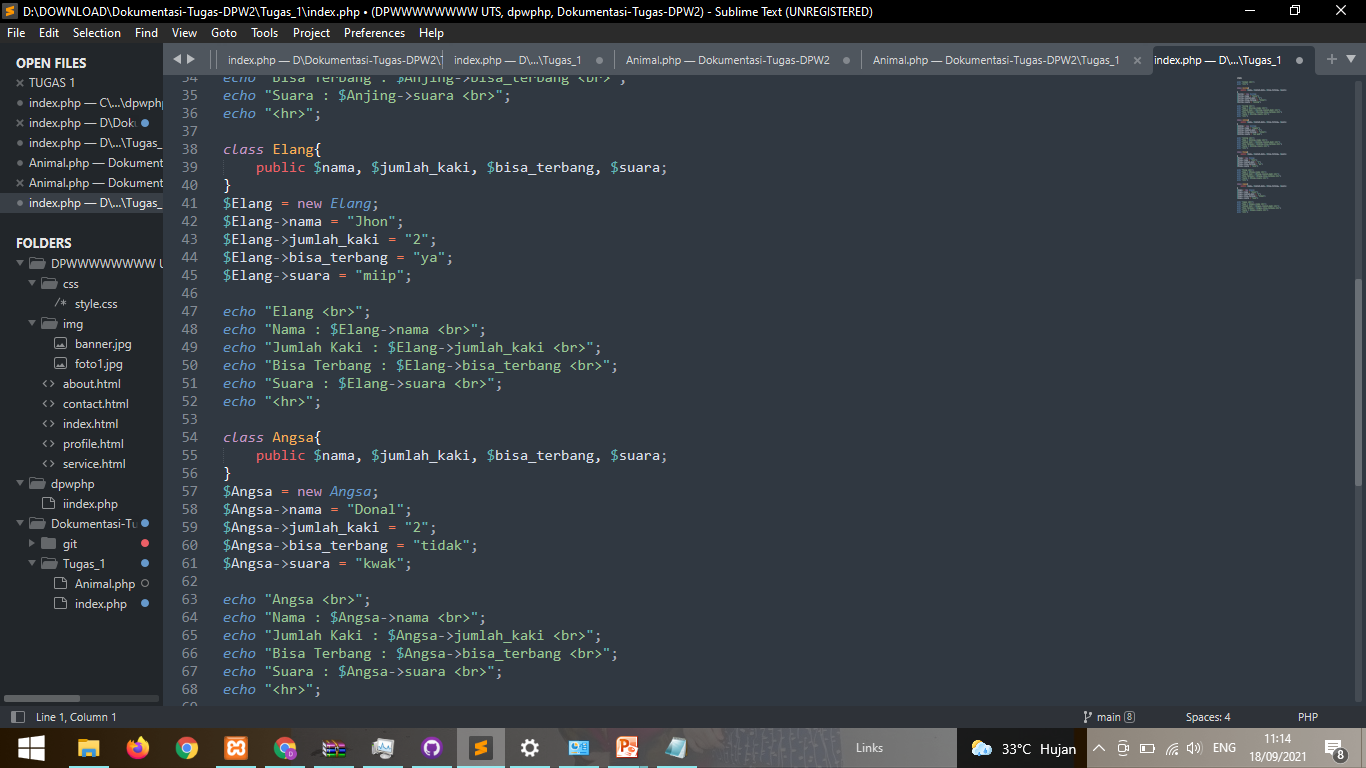 D:\DOWNLOAD\Dokumentasi-Tugas-DPW2\Tugas_1\index.php • (DPWWWWWWWW UTS, dpwphp, Dokumentasi-Tugas-DPW2) - Sublime Text (UNREGISTERED)
File Edit Selection Find View Goto Tools Project Preferences Help
OPEN FILES
TUGAS 1
index.php — C\...\dpwph
index.php — D\Dok
index.php — D\...\Tugas_
Animal.php — Dokument
Animal.php — Dokument
index.php — D\...\Tugas_
FOLDERS
DPWWWWWWWW U
css
/* style.css
img
banner.jpg
foto1.jpg
<> about.html
<> contact.html
<> index.html
<> profile.html
<> service.html
dpwphp
iindex.php
Dokumentasi-Tu
git
Tugas_1
Animal.php
index.php
index.php — D\Dokumentasi-Tugas-DPW2\T index.php — D\...\Tugas_1 Animal.php — Dokumentasi-Tugas-DPW2 Animal.php — Dokumentasi-Tugas-DPW2\Tugas_1 index.php — D\...\Tugas_1
34 echo "Bisa Terbang : $Anjing->bisa_terbang <br>";
35 echo "Suara : $Anjing->suara <br>";
36 echo "<hr>";
37
38 class Elang{
39 public $nama, $jumlah_kaki, $bisa_terbang, $suara;
40 }
41 $Elang = new Elang;
42 $Elang->nama = "Jhon";
43 $Elang->jumlah_kaki = "2";
44 $Elang->bisa_terbang = "ya";
45 $Elang->suara = "miip";
46
47 echo "Elang <br>";
48 echo "Nama : $Elang->nama <br>";
49 echo "Jumlah Kaki : $Elang->jumlah_kaki <br>";
50 echo "Bisa Terbang : $Elang->bisa_terbang <br>";
51 echo "Suara : $Elang->suara <br>";
52 echo "<hr>";
53
54 class Angsa{
55 public $nama, $jumlah_kaki, $bisa_terbang, $suara;
56 }
57 $Angsa = new Angsa;
58 $Angsa->nama = "Donal";
59 $Angsa->jumlah_kaki = "2";
60 $Angsa->bisa_terbang = "tidak";
61 $Angsa->suara = "kwak";
62
63 echo "Angsa <br>";
64 echo "Nama : $Angsa->nama <br>";
65 echo "Jumlah Kaki : $Angsa->jumlah_kaki <br>";
66 echo "Bisa Terbang : $Angsa->bisa_terbang <br>";
67 echo "Suara : $Angsa->suara <br>";
68 echo "<hr>";
Line 1, Column 1 main 8 Spaces: 4 PHP
Links 33°C Hujan ENG 11:14
18/09/2021 8